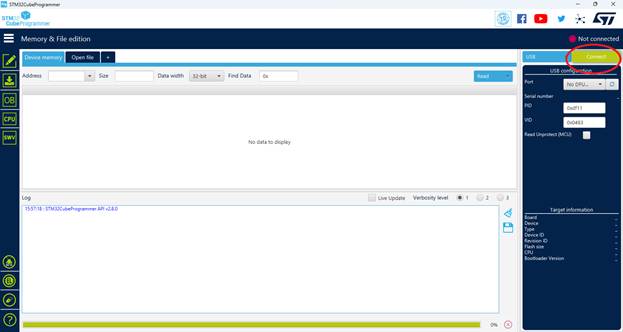 STM32CubeProgrammer
STM32
CubeProgrammer
Memory & File edition
Not connected
Device memory
Open file
+
USB
Connect
Address
Size
Data width
32-bit
Find Data
0x
Read
USB configuration
Port
No DFU...
Serial number
PID
0xdf11
VID
0x0483
Read Unprotect (MCU)
No data to display
OB
CPU
SWV
Log
Live Update
Verbosity level
1
2
3
15:57:18 : STM32CubeProgrammer API v2.8.0
Target information
Board
Device
Type
Device ID
Revision ID
Flash size
CPU
Bootloader Version
0%